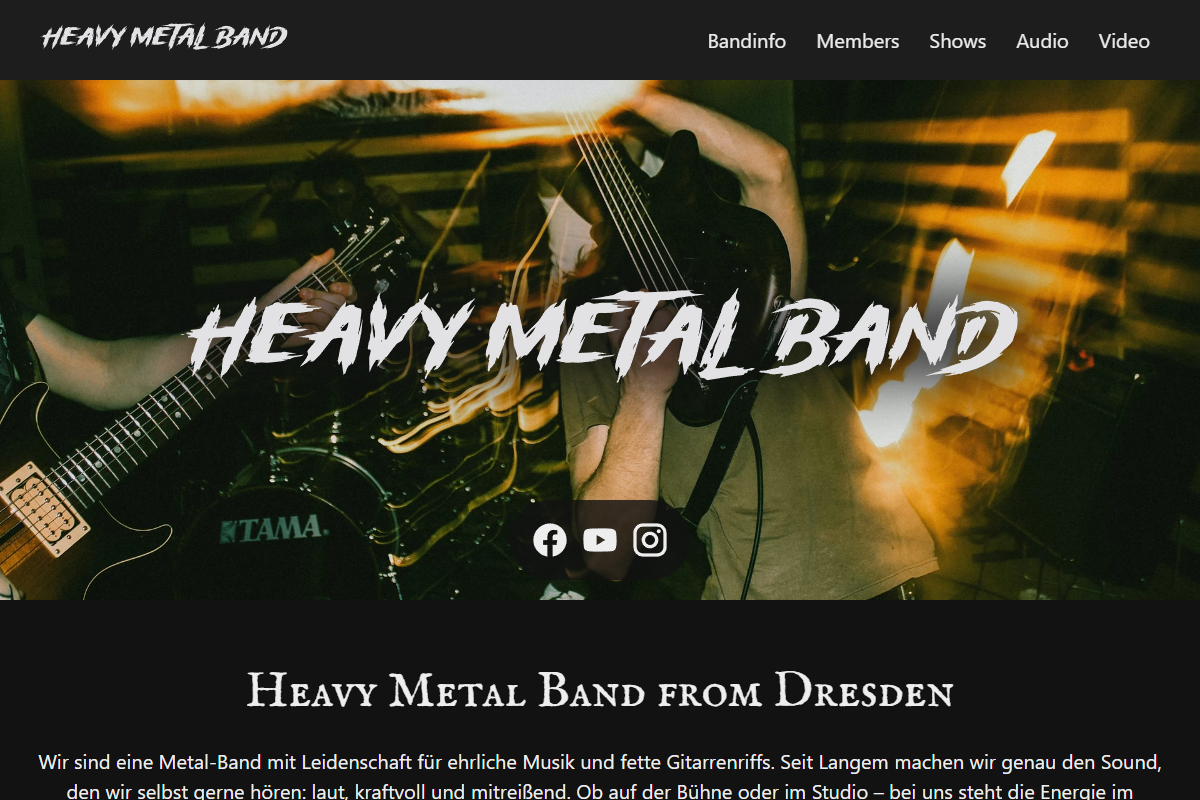 HEAVY METAL BAND
Bandinfo Members Shows Audio Video
HEAVY METAL BAND
TAMA
Heavy Metal Band from Dresden
Wir sind eine Metal-Band mit Leidenschaft für ehrliche Musik und fette Gitarrenriffs. Seit Langem machen wir genau den Sound,
den wir selbst gerne hören: laut, kraftvoll und mitreißend. Ob auf der Bühne oder im Studio – bei uns steht die Energie im